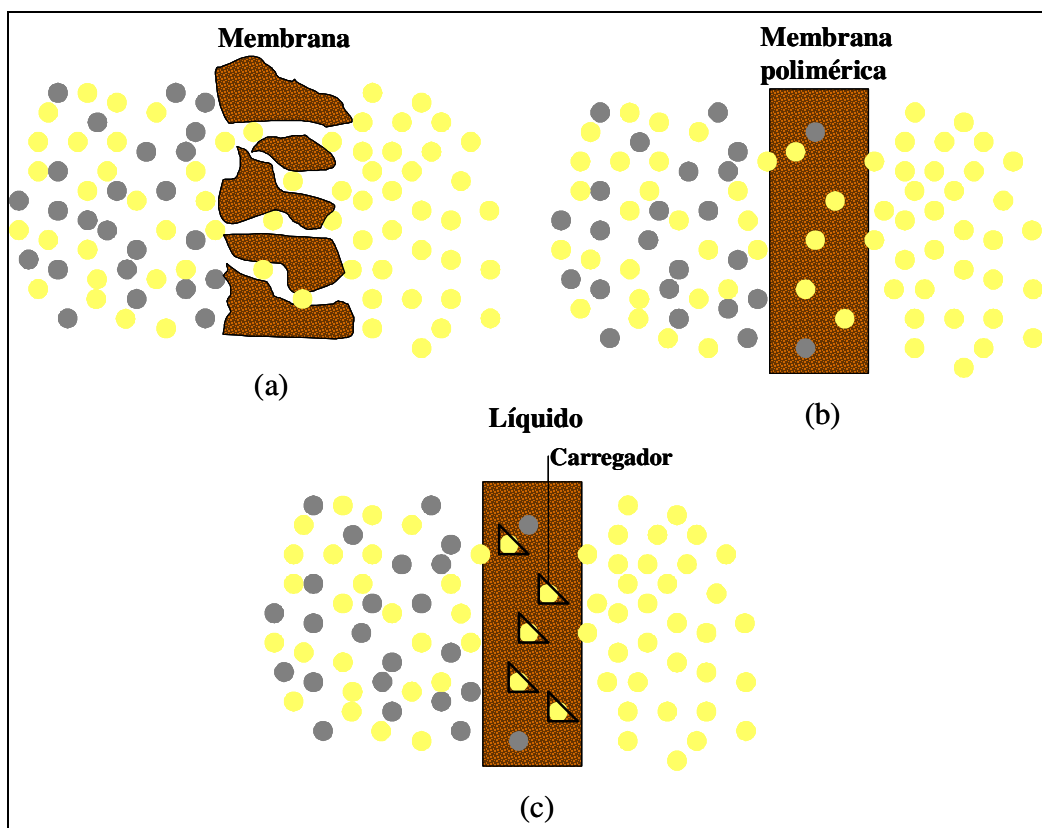 Membrana
Membrana
polimérica
(a)
(b)
Líquido
Carregador
(c)